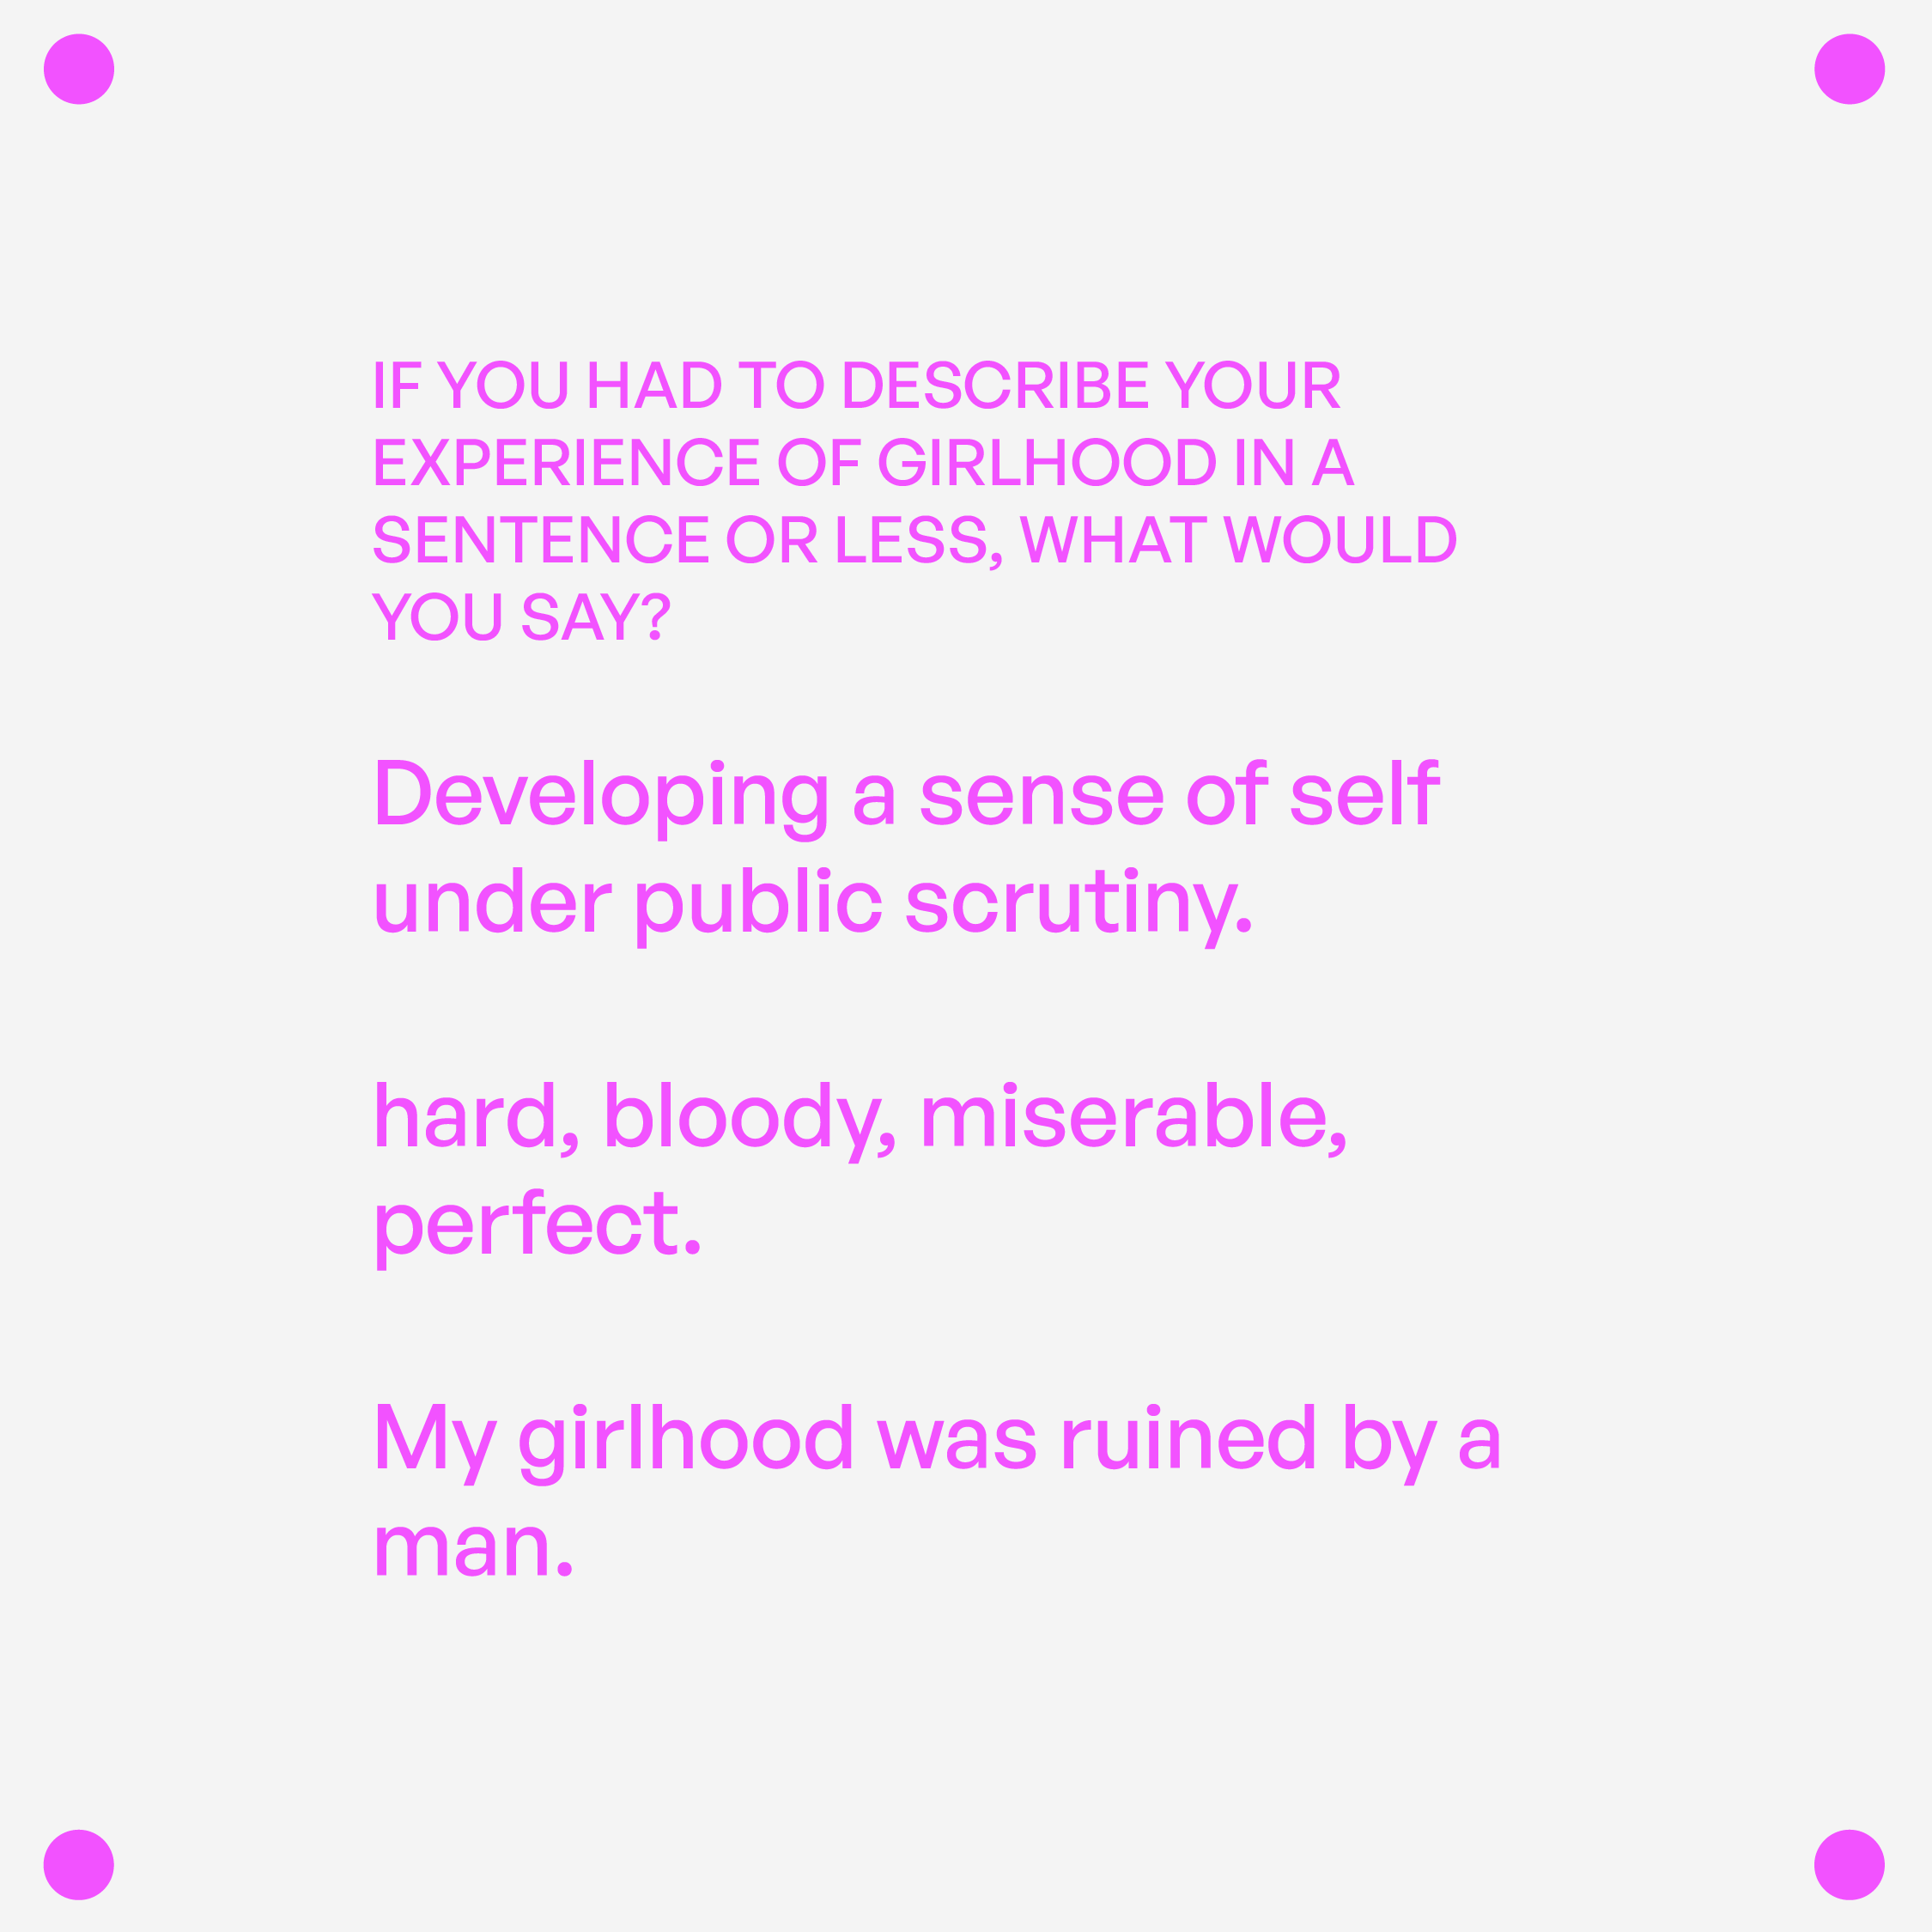 IF YOU HAD TO DESCRIBE YOUR
EXPERIENCE OF GIRLHOOD IN A
SENTENCE OR LESS, WHAT WOULD
YOU SAY?
Developing a sense of self
under public scrutiny.
hard, bloody, miserable,
perfect.
My girlhood was ruined by a
man.